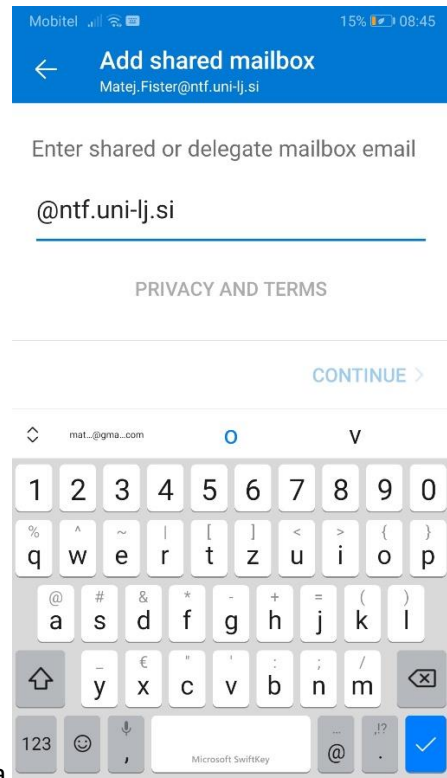 Mobitel 15% 08:45
Add shared mailbox
Matej.Fister@ntf.uni-lj.si
Enter shared or delegate mailbox email
@ntf.uni-lj.si
PRIVACY AND TERMS
CONTINUE >
mat...@gma...com o v
1 2 3 4 5 6 7 8 9 0
% ^ ~ | [ ] < > { }
q w e r t z u i o p
@ # & * - + = ( )
a s d f g h j k l
_ € " ' : ; /
y x c v b n m
... ,!?
123 , Microsoft SwiftKey @ .